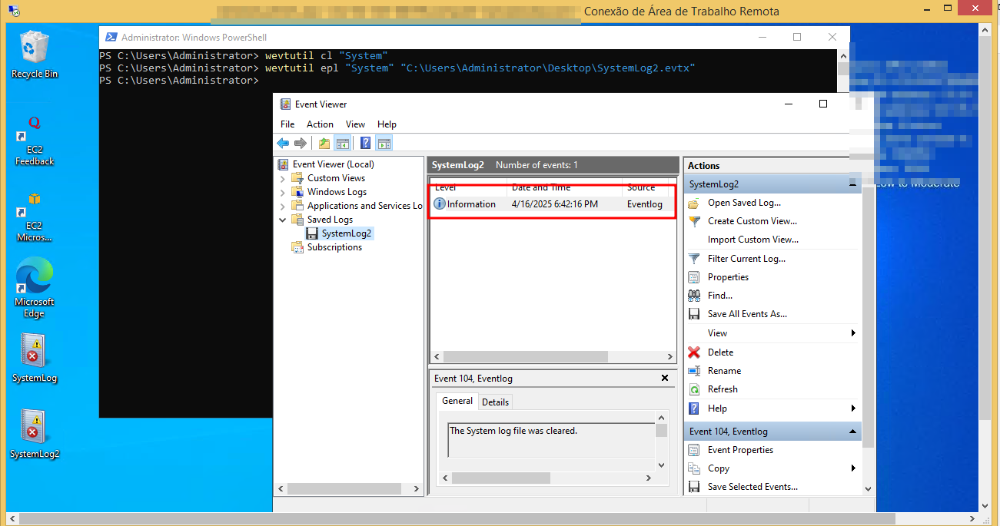 Conexão de Área de Trabalho Remota
Recycle Bin
EC2
Feedback
EC2
Micros...
Microsoft
Edge
SystemLog
SystemLog2
Administrator: Windows PowerShell
PS C:\Users\Administrator> wevtutil cl "System"
PS C:\Users\Administrator> wevtutil epl "System" "C:\Users\Administrator\Desktop\SystemLog2.evtx"
PS C:\Users\Administrator>
Event Viewer
File Action View Help
Event Viewer (Local)
Custom Views
Windows Logs
Applications and Services Lo
Saved Logs
SystemLog2
Subscriptions
SystemLog2 Number of events: 1
Level Date and Time Source
Information 4/16/2025 6:42:16 PM Eventlog
Event 104, Eventlog
General Details
The System log file was cleared.
Actions
SystemLog2
Open Saved Log...
Create Custom View...
Import Custom View...
Filter Current Log...
Properties
Find...
Save All Events As...
View
Delete
Rename
Refresh
Help
Event 104, Eventlog
Event Properties
Copy
Save Selected Events...
Low to Moderate